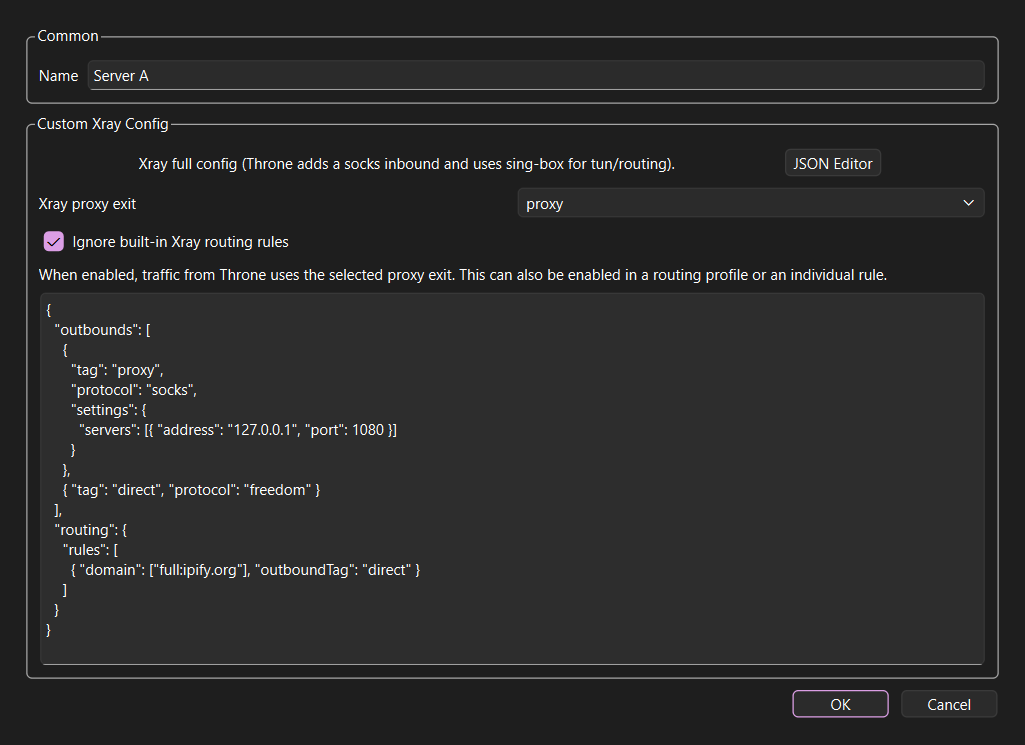 Common
Name Server A
Custom Xray Config
Xray full config (Throne adds a socks inbound and uses sing-box for tun/routing). JSON Editor
Xray proxy exit proxy
Ignore built-in Xray routing rules
When enabled, traffic from Throne uses the selected proxy exit. This can also be enabled in a routing profile or an individual rule.
{
  "outbounds": [
    {
      "tag": "proxy",
      "protocol": "socks",
      "settings": {
        "servers": [{ "address": "127.0.0.1", "port": 1080 }]
      }
    },
    { "tag": "direct", "protocol": "freedom" }
  ],
  "routing": {
    "rules": [
      { "domain": ["full:ipify.org"], "outboundTag": "direct" }
    ]
  }
}
OK Cancel